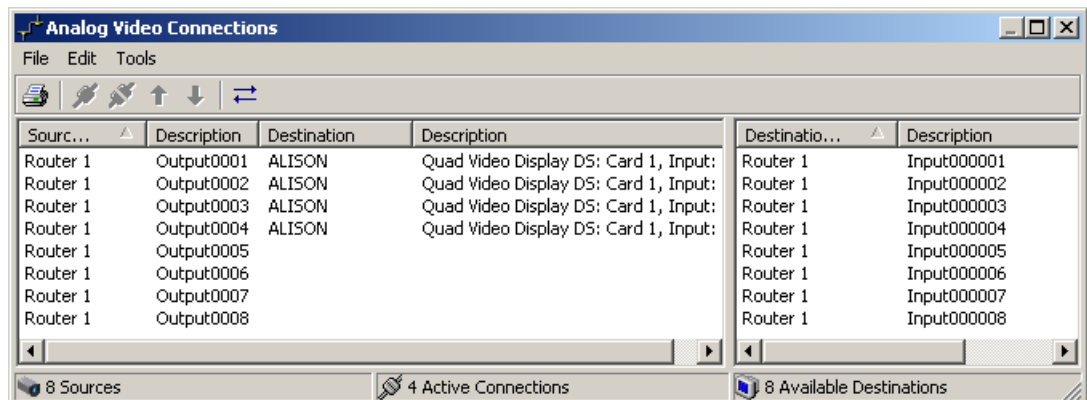 Analog Video Connections
File Edit Tools
Sourc... Description Destination Description Destinatio... Description
Router 1 Output0001 ALISON Quad Video Display DS: Card 1, Input: Router 1 Input000001
Router 1 Output0002 ALISON Quad Video Display DS: Card 1, Input: Router 1 Input000002
Router 1 Output0003 ALISON Quad Video Display DS: Card 1, Input: Router 1 Input000003
Router 1 Output0004 ALISON Quad Video Display DS: Card 1, Input: Router 1 Input000004
Router 1 Output0005 Router 1 Input000005
Router 1 Output0006 Router 1 Input000006
Router 1 Output0007 Router 1 Input000007
Router 1 Output0008 Router 1 Input000008
8 Sources 4 Active Connections 8 Available Destinations